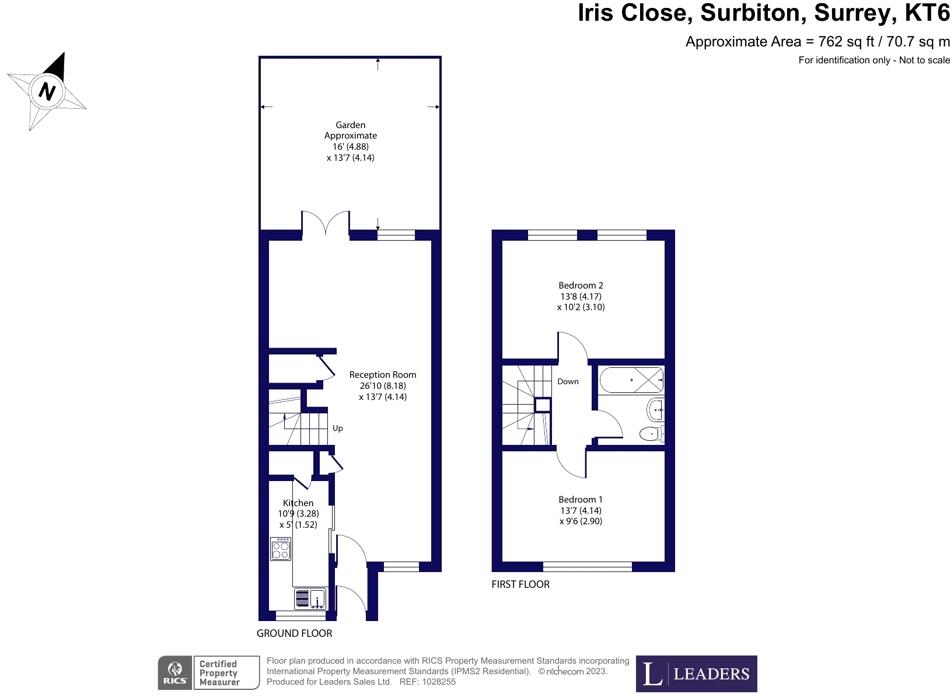 Iris Close, Surbiton, Surrey, KT6
Approximate Area = 762 sq ft / 70.7 sq m
For identification only - Not to scale
N
Garden
Approximate
16' (4.88)
x 13'7 (4.14)
Bedroom 2
13'8 (4.17)
x 10'2 (3.10)
Reception Room
26'10 (8.18)
x 13'7 (4.14)
Down
Up
Kitchen
10'9 (3.28)
x 5' (1.52)
Bedroom 1
13'7 (4.14)
x 9'6 (2.90)
FIRST FLOOR
GROUND FLOOR
RICS
Certified
Property
Measurer
Floor plan produced in accordance with RICS Property Measurement Standards incorporating
International Property Measurement Standards (IPMS2 Residential). © nichecom 2023.
Produced for Leaders Sales Ltd. REF: 1028255
L LEADERS